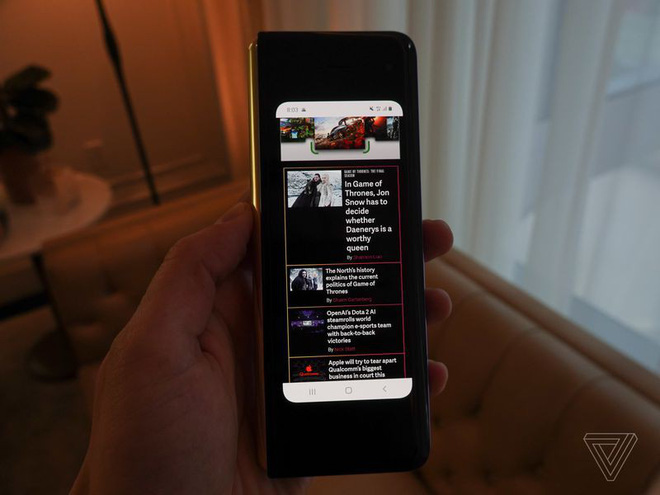 8:03
GAME OF THRONES: THE FINAL
SEASON
In Game of
Thrones, Jon
Snow has to
decide
whether
Daenerys is a
worthy
queen
By
The North's history
explains the current
politics of Game of
Thrones
By
OpenAI's Dota 2 AI
steamrolls world
champion e-sports team
with back-to-back
victories
By
Apple will try to tear apart
Qualcomm's biggest
business in court this